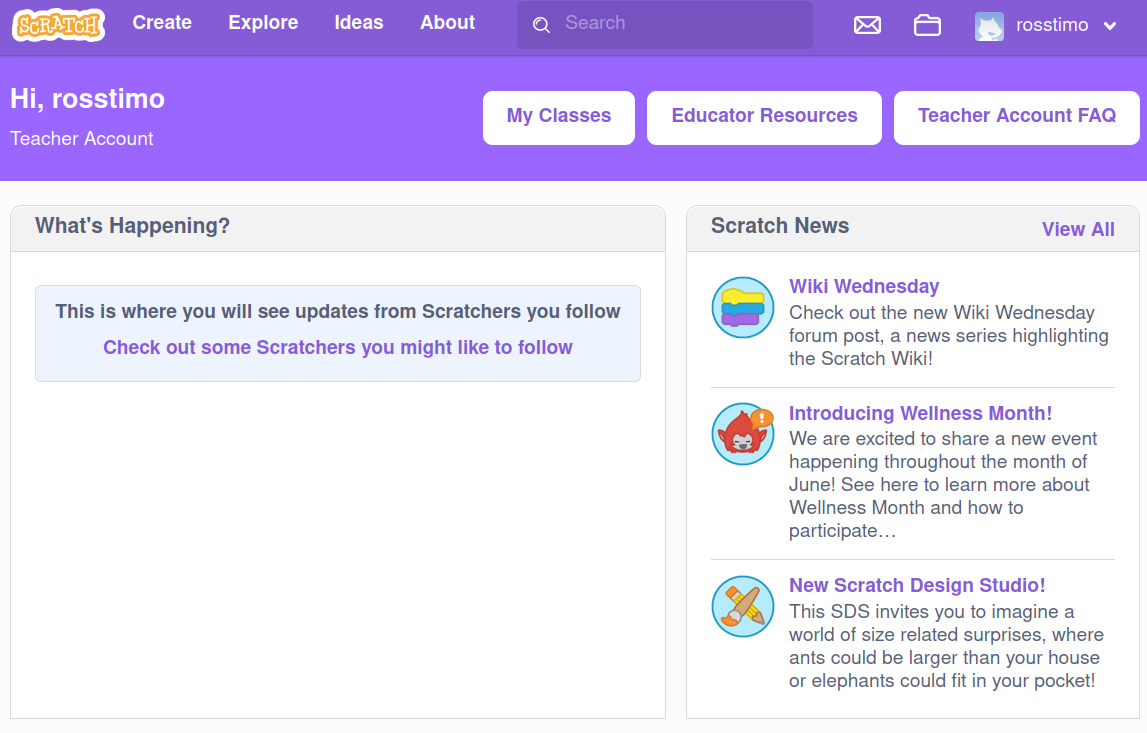 SCRATCH Create Explore Ideas About Search rosstimo
Hi, rosstimo
Teacher Account
My Classes Educator Resources Teacher Account FAQ
What's Happening?
This is where you will see updates from Scratchers you follow
Check out some Scratchers you might like to follow
Scratch News View All
Wiki Wednesday
Check out the new Wiki Wednesday
forum post, a news series highlighting
the Scratch Wiki!
Introducing Wellness Month!
We are excited to share a new event
happening throughout the month of
June! See here to learn more about
Wellness Month and how to
participate…
New Scratch Design Studio!
This SDS invites you to imagine a
world of size related surprises, where
ants could be larger than your house
or elephants could fit in your pocket!